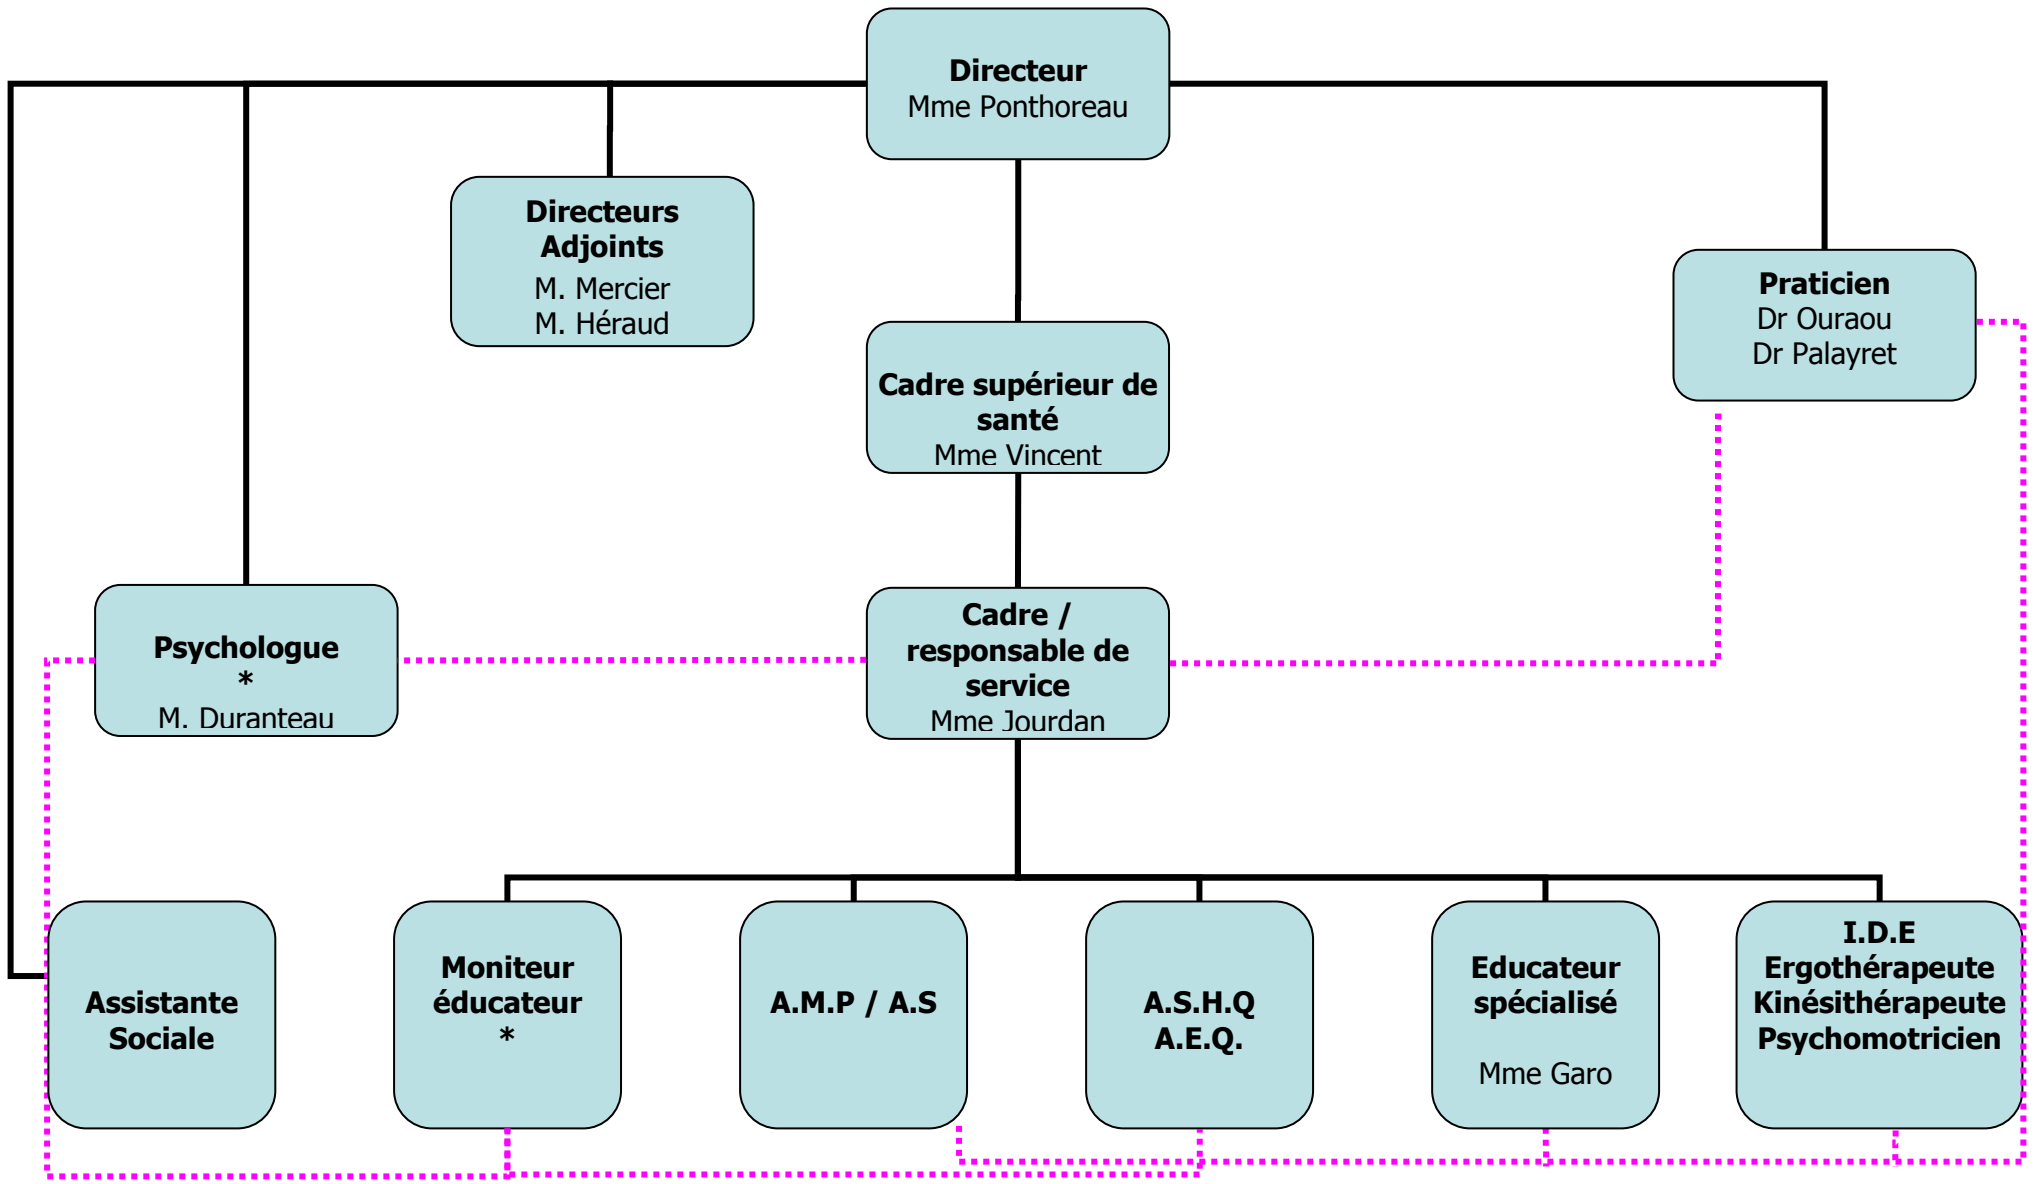 Directeur
Mme Ponthoreau
Directeurs
Adjoints
M. Mercier
M. Héraud
Praticien
Dr Ouraou
Dr Palayret
Cadre supérieur de
santé
Mme Vincent
Psychologue
*
M. Duranteau
Cadre /
responsable de
service
Mme Jourdan
Assistante
Sociale
Moniteur
éducateur
*
A.M.P / A.S
A.S.H.Q
A.E.Q.
Educateur
spécialisé
Mme Garo
I.D.E
Ergothérapeute
Kinésithérapeute
Psychomotricien